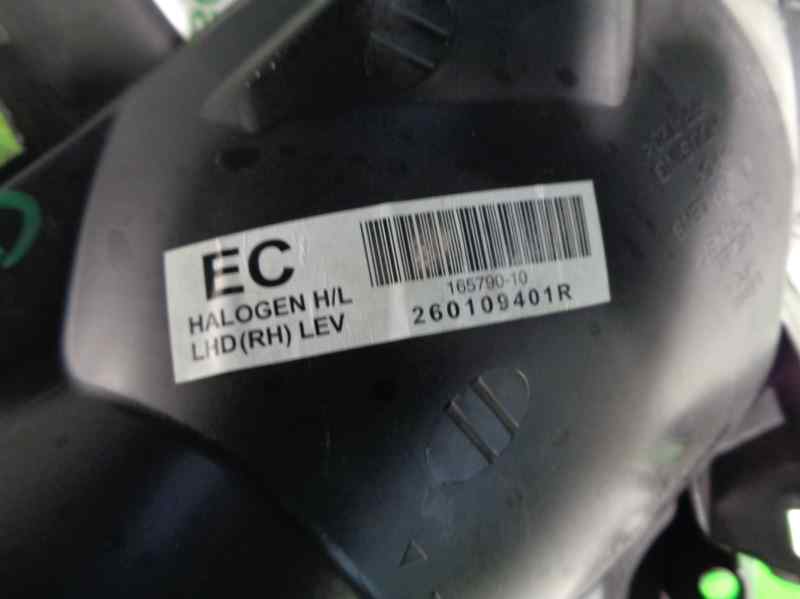 EC
HALOGEN H/L
LHD(RH) LEV
165790-10
260109401R